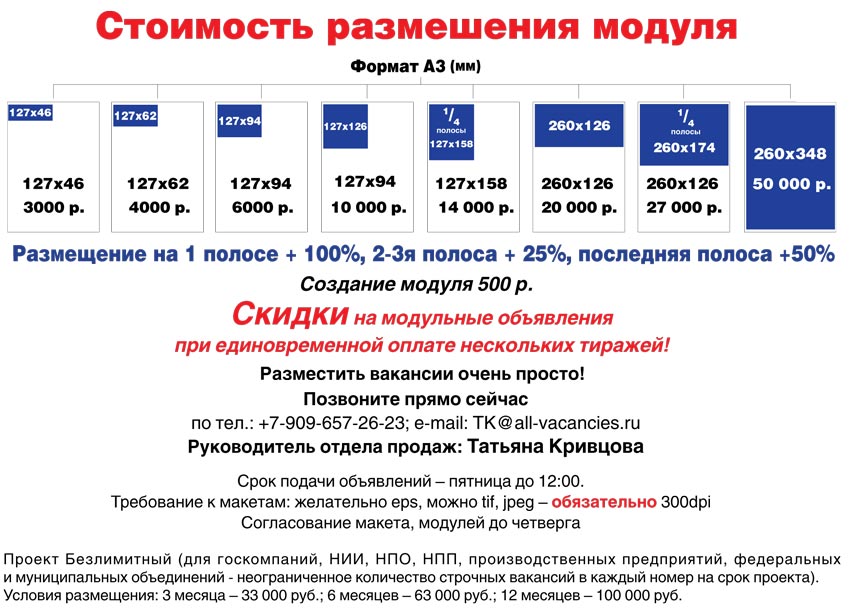 Стоимость размешения модуля
Формат А3 (мм)
127x46
127x62
127x94
127x126
1/4
полосы
127x158
260x126
1/4
полосы
260x174
260x348
50 000 р.
127x46
3000 р.
127x62
4000 р.
127x94
6000 р.
127x94
10 000 р.
127x158
14 000 р.
260x126
20 000 р.
260x126
27 000 р.
Размещение на 1 полосе + 100%, 2-3я полоса + 25%, последняя полоса +50%
Создание модуля 500 р.
Скидки на модульные объявления
при единовременной оплате нескольких тиражей!
Разместить вакансии очень просто!
Позвоните прямо сейчас
по тел.: +7-909-657-26-23; e-mail: TK@all-vacancies.ru
Руководитель отдела продаж: Татьяна Кривцова
Срок подачи объявлений – пятница до 12:00.
Требование к макетам: желательно eps, можно tif, jpeg – обязательно 300dpi
Согласование макета, модулей до четверга
Проект Безлимитный (для госкомпаний, НИИ, НПО, НПП, производственных предприятий, федеральных
и муниципальных объединений - неограниченное количество строчных вакансий в каждый номер на срок проекта).
Условия размещения: 3 месяца – 33 000 руб.; 6 месяцев – 63 000 руб.; 12 месяцев – 100 000 руб.